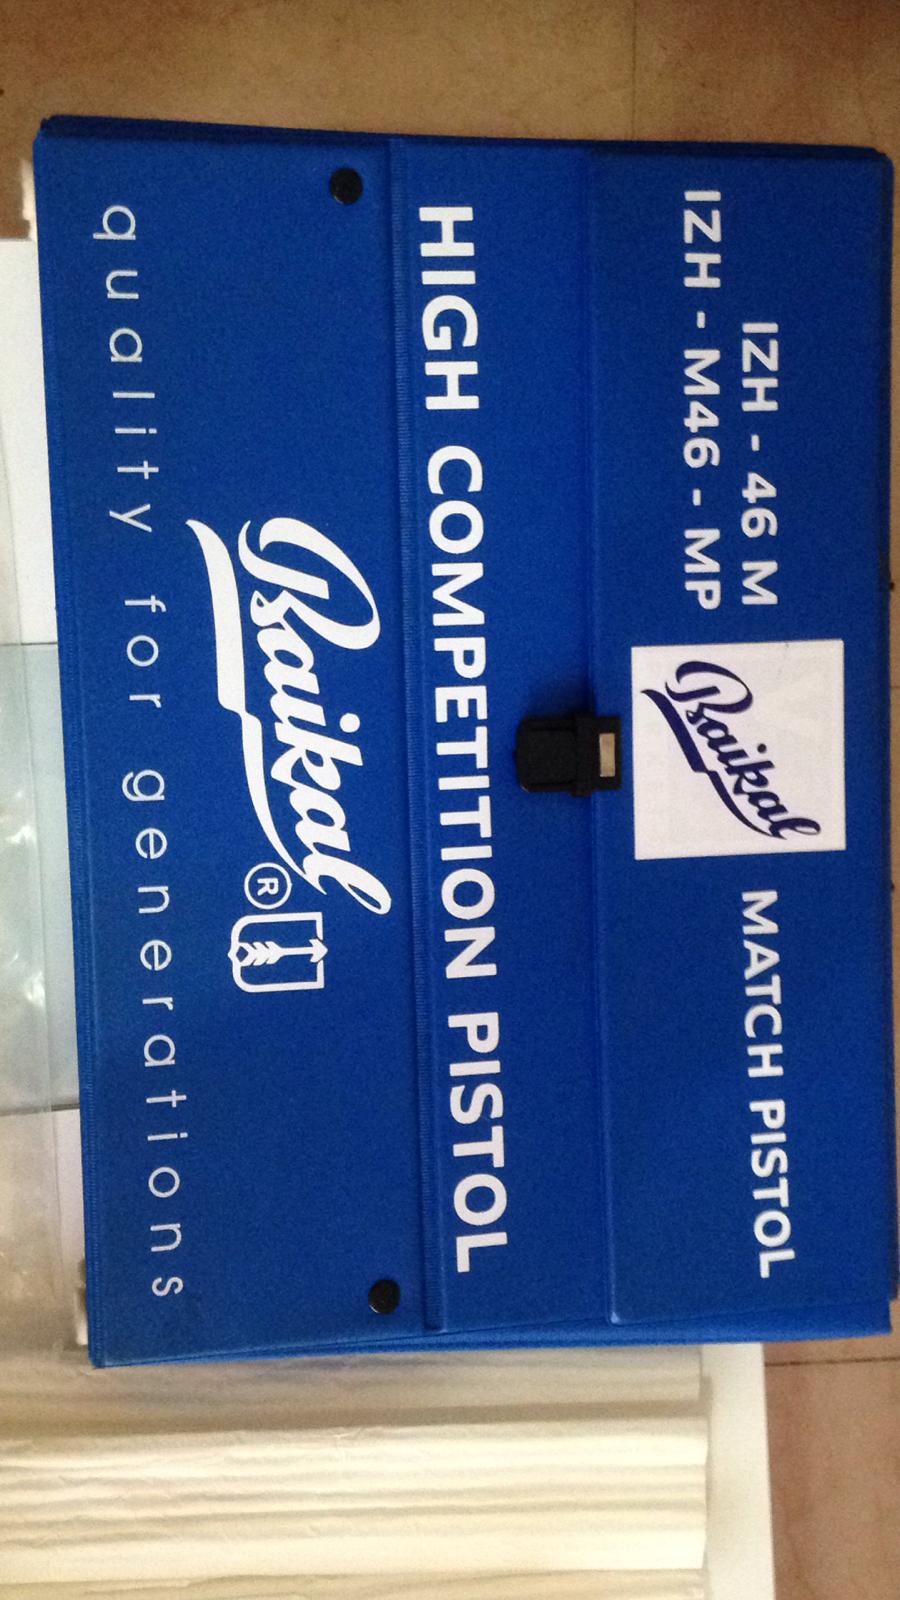 IZH - 46 M
IZH - M46 - MP
Baikal
MATCH PISTOL
HIGH COMPETITION PISTOL
Baikal ®
quality for generations